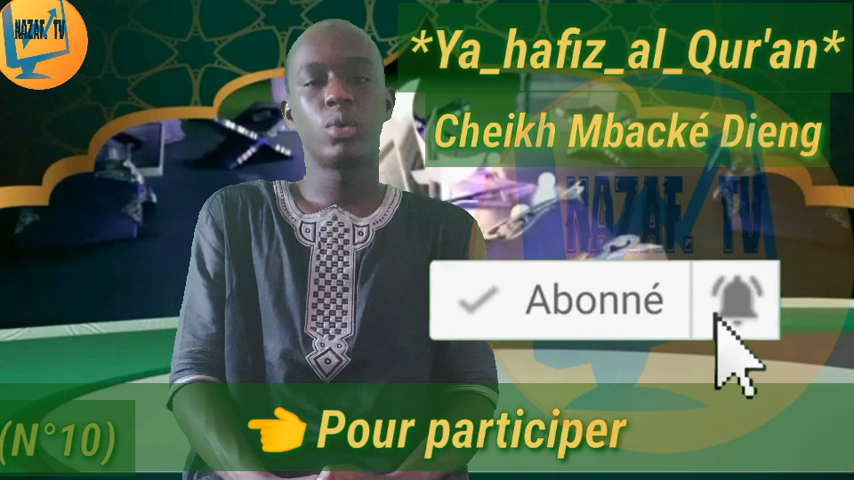 NAZAF. TV
*Ya_hafiz_al_Qur'an*
Cheikh Mbacké Dieng
NAZAF. TV
Abonné
(N°10)
👈 Pour participer